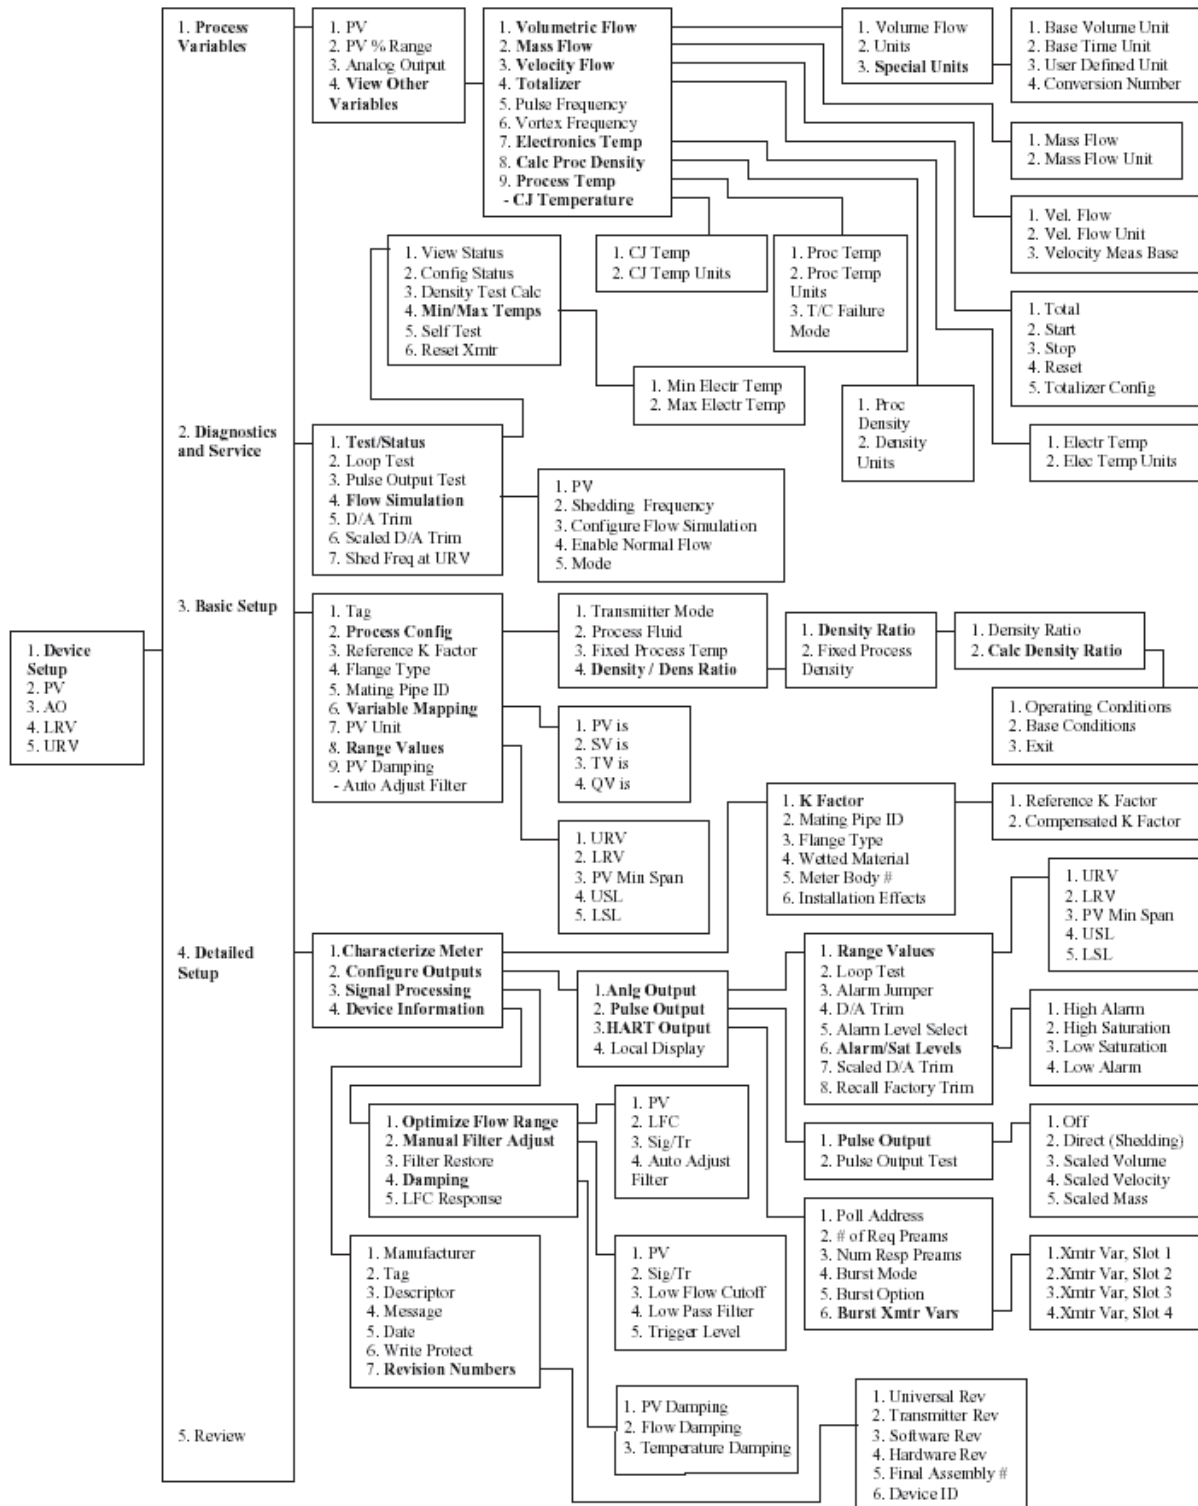 1. Device
Setup
2. PV
3. AO
4. LRV
5. URV
1. Process
Variables
2. Diagnostics
and Service
3. Basic Setup
4. Detailed
Setup
5. Review
1. PV
2. PV % Range
3. Analog Output
4. View Other
Variables
1. Volumetric Flow
2. Mass Flow
3. Velocity Flow
4. Totalizer
5. Pulse Frequency
6. Vortex Frequency
7. Electronics Temp
8. Calc Proc Density
9. Process Temp
- CJ Temperature
1. Volume Flow
2. Units
3. Special Units
1. Base Volume Unit
2. Base Time Unit
3. User Defined Unit
4. Conversion Number
1. Mass Flow
2. Mass Flow Unit
1. Vel. Flow
2. Vel. Flow Unit
3. Velocity Meas Base
1. Total
2. Start
3. Stop
4. Reset
5. Totalizer Config
1. Electr Temp
2. Elec Temp Units
1. Proc
Density
2. Density
Units
1. Proc Temp
2. Proc Temp
Units
3. T/C Failure
Mode
1. CJ Temp
2. CJ Temp Units
1. View Status
2. Config Status
3. Density Test Calc
4. Min/Max Temps
5. Self Test
6. Reset Xmtr
1. Min Electr Temp
2. Max Electr Temp
1. Test/Status
2. Loop Test
3. Pulse Output Test
4. Flow Simulation
5. D/A Trim
6. Scaled D/A Trim
7. Shed Freq at URV
1. PV
2. Shedding Frequency
3. Configure Flow Simulation
4. Enable Normal Flow
5. Mode
1. Tag
2. Process Config
3. Reference K Factor
4. Flange Type
5. Mating Pipe ID
6. Variable Mapping
7. PV Unit
8. Range Values
9. PV Damping
- Auto Adjust Filter
1. Transmitter Mode
2. Process Fluid
3. Fixed Process Temp
4. Density / Dens Ratio
1. Density Ratio
2. Fixed Process
Density
1. Density Ratio
2. Calc Density Ratio
1. Operating Conditions
2. Base Conditions
3. Exit
1. PV is
2. SV is
3. TV is
4. QV is
1. URV
2. LRV
3. PV Min Span
4. USL
5. LSL
1.Characterize Meter
2. Configure Outputs
3. Signal Processing
4. Device Information
1. K Factor
2. Mating Pipe ID
3. Flange Type
4. Wetted Material
5. Meter Body #
6. Installation Effects
1. Reference K Factor
2. Compensated K Factor
1.Anlg Output
2. Pulse Output
3.HART Output
4. Local Display
1. Range Values
2. Loop Test
3. Alarm Jumper
4. D/A Trim
5. Alarm Level Select
6. Alarm/Sat Levels
7. Scaled D/A Trim
8. Recall Factory Trim
1. URV
2. LRV
3. PV Min Span
4. USL
5. LSL
1. High Alarm
2. High Saturation
3. Low Saturation
4. Low Alarm
1. Pulse Output
2. Pulse Output Test
1. Off
2. Direct (Shedding)
3. Scaled Volume
4. Scaled Velocity
5. Scaled Mass
1. Poll Address
2. # of Req Preams
3. Num Resp Preams
4. Burst Mode
5. Burst Option
6. Burst Xmtr Vars
1.Xmtr Var, Slot 1
2.Xmtr Var, Slot 2
3.Xmtr Var, Slot 3
4.Xmtr Var, Slot 4
1. Optimize Flow Range
2. Manual Filter Adjust
3. Filter Restore
4. Damping
5. LFC Response
1. PV
2. LFC
3. Sig/Tr
4. Auto Adjust
Filter
1. PV
2. Sig/Tr
3. Low Flow Cutoff
4. Low Pass Filter
5. Trigger Level
1. PV Damping
2. Flow Damping
3. Temperature Damping
1. Manufacturer
2. Tag
3. Descriptor
4. Message
5. Date
6. Write Protect
7. Revision Numbers
1. Universal Rev
2. Transmitter Rev
3. Software Rev
4. Hardware Rev
5. Final Assembly #
6. Device ID